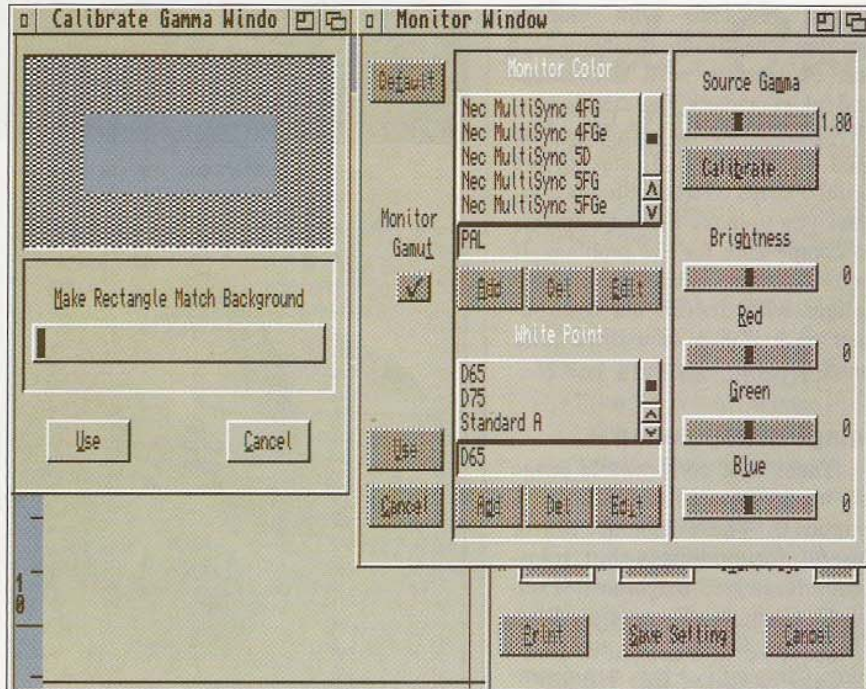 Calibrate Gamma Windo
Make Rectangle Match Background
Use
Cancel
Monitor Window
Default
Monitor Gamut
Use
Cancel
Monitor Color
Nec MultiSync 4FG
Nec MultiSync 4FGe
Nec MultiSync 5D
Nec MultiSync 5FG
Nec MultiSync 5FGe
PAL
Add
Del
Edit
White Point
D65
D75
Standard A
D65
Add
Del
Edit
Source Gamma
1.80
Calibrate...
Brightness
0
Red
0
Green
0
Blue
0
10
Print
Save Setting
Cancel